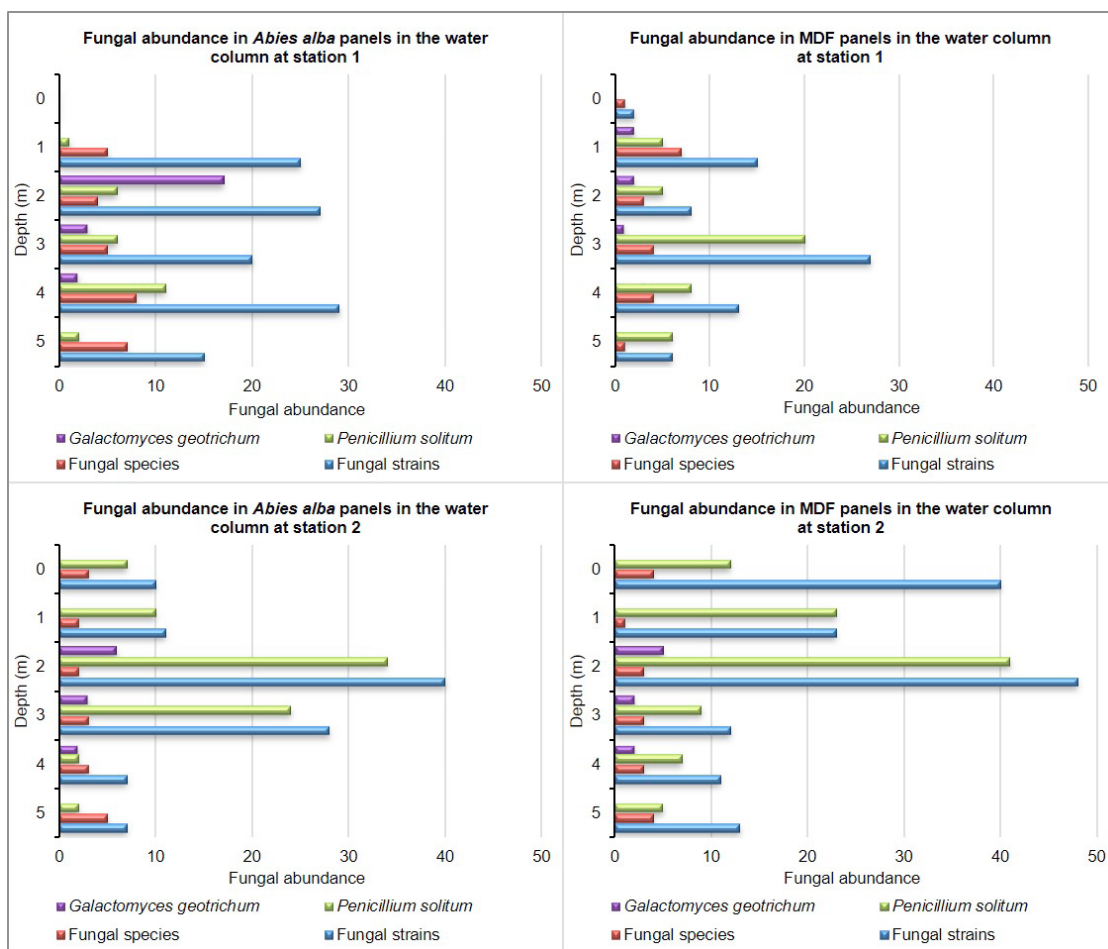 Fungal abundance in Abies alba panels in the water
column at station 1
0
1
2
3
4
5
Depth (m)
0 10 20 30 40 50
Fungal abundance
Galactomyces geotrichum Penicillium solitum
Fungal species Fungal strains
Fungal abundance in MDF panels in the water column
at station 1
0
1
2
3
4
5
Depth (m)
0 10 20 30 40 50
Fungal abundance
Galactomyces geotrichum Penicillium solitum
Fungal species Fungal strains
Fungal abundance in Abies alba panels in the water
column at station 2
0
1
2
3
4
5
Depth (m)
0 10 20 30 40 50
Fungal abundance
Galactomyces geotrichum Penicillium solitum
Fungal species Fungal strains
Fungal abundance in MDF panels in the water column
at station 2
0
1
2
3
4
5
Depth (m)
0 10 20 30 40 50
Fungal abundance
Galactomyces geotrichum Penicillium solitum
Fungal species Fungal strains